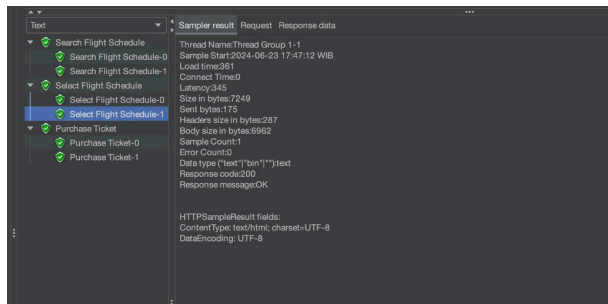 Text
Search Flight Schedule
Search Flight Schedule-0
Search Flight Schedule-1
Select Flight Schedule
Select Flight Schedule-0
Select Flight Schedule-1
Purchase Ticket
Purchase Ticket-0
Purchase Ticket-1
Sampler result Request Response data
Thread Name:Thread Group 1-1
Sample Start:2024-06-23 17:47:12 WIB
Load time:361
Connect Time:0
Latency:345
Size in bytes:7249
Sent bytes:175
Headers size in bytes:287
Body size in bytes:6962
Sample Count:1
Error Count:0
Data type ("text"|"bin"|""):text
Response code:200
Response message:OK
HTTPSampleResult fields:
ContentType: text/html; charset=UTF-8
DataEncoding: UTF-8